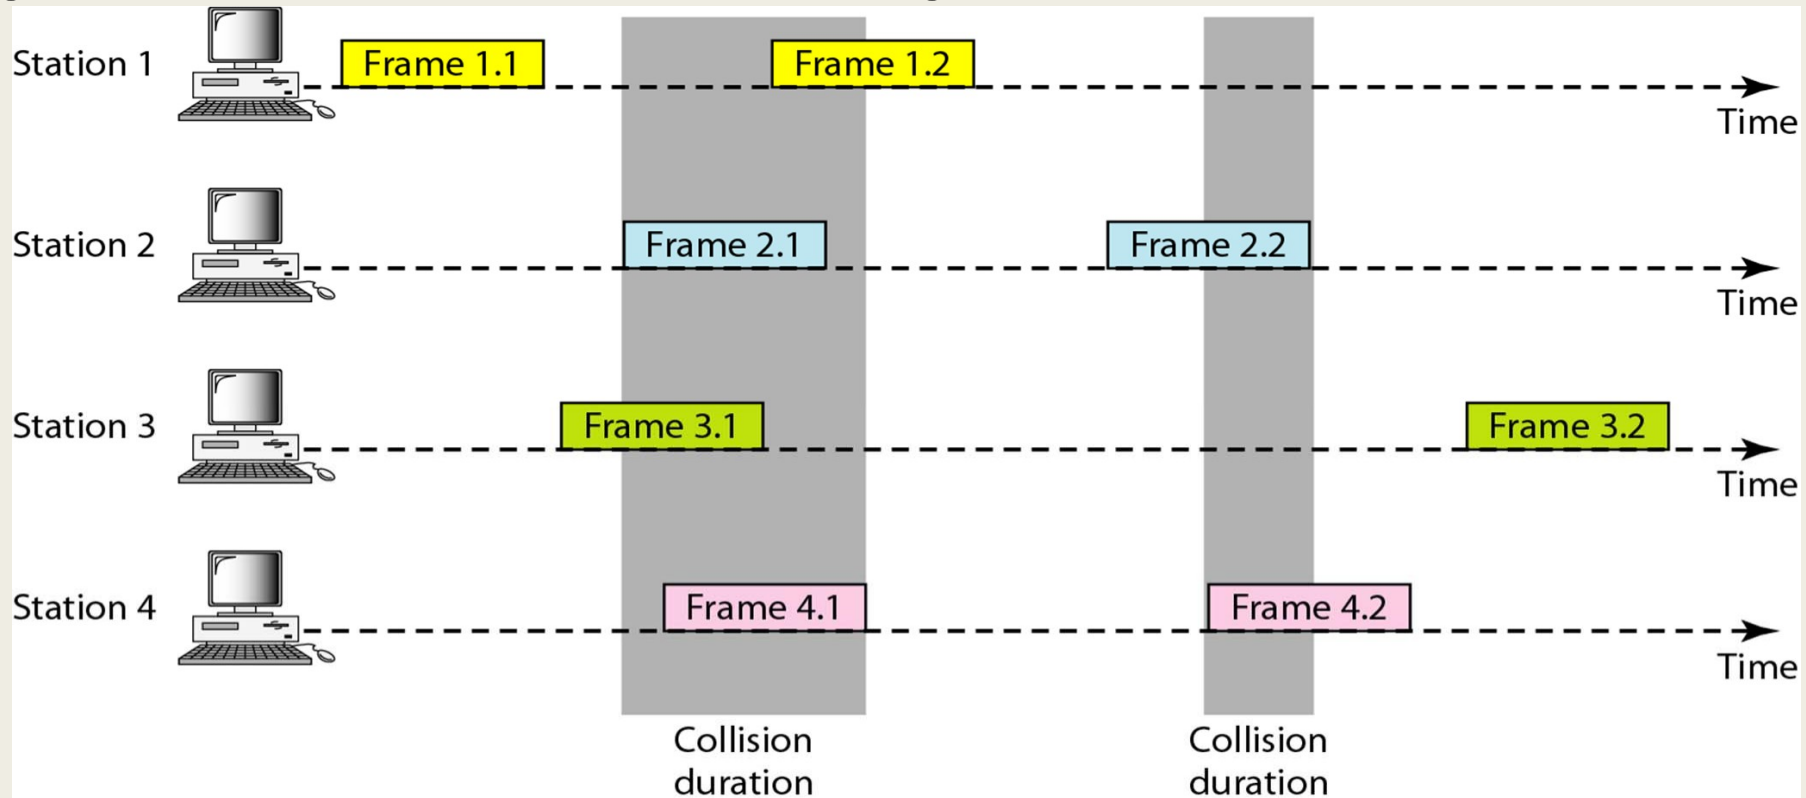 Station 1
Frame 1.1
Frame 1.2
Time
Station 2
Frame 2.1
Frame 2.2
Time
Station 3
Frame 3.1
Frame 3.2
Time
Station 4
Frame 4.1
Frame 4.2
Time
Collision
duration
Collision
duration